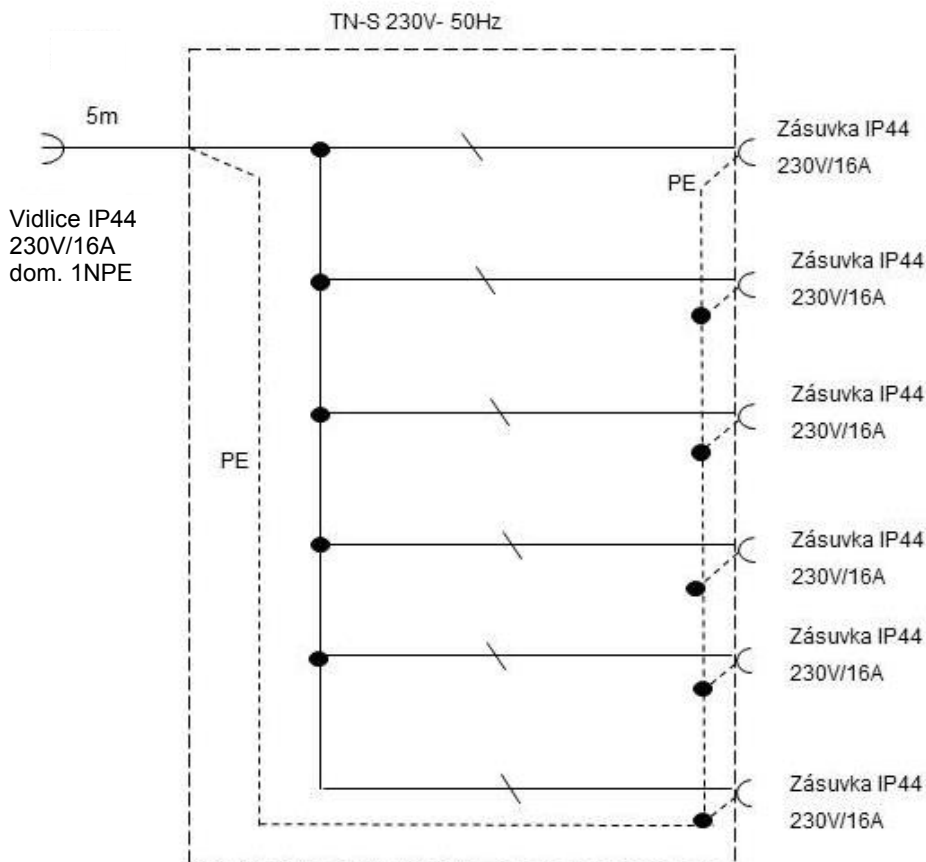 TN-S 230V- 50Hz
5m
Vidlice IP44
230V/16A
dom. 1NPE
Zásuvka IP44
230V/16A
PE
Zásuvka IP44
230V/16A
Zásuvka IP44
230V/16A
PE
Zásuvka IP44
230V/16A
Zásuvka IP44
230V/16A
Zásuvka IP44
230V/16A